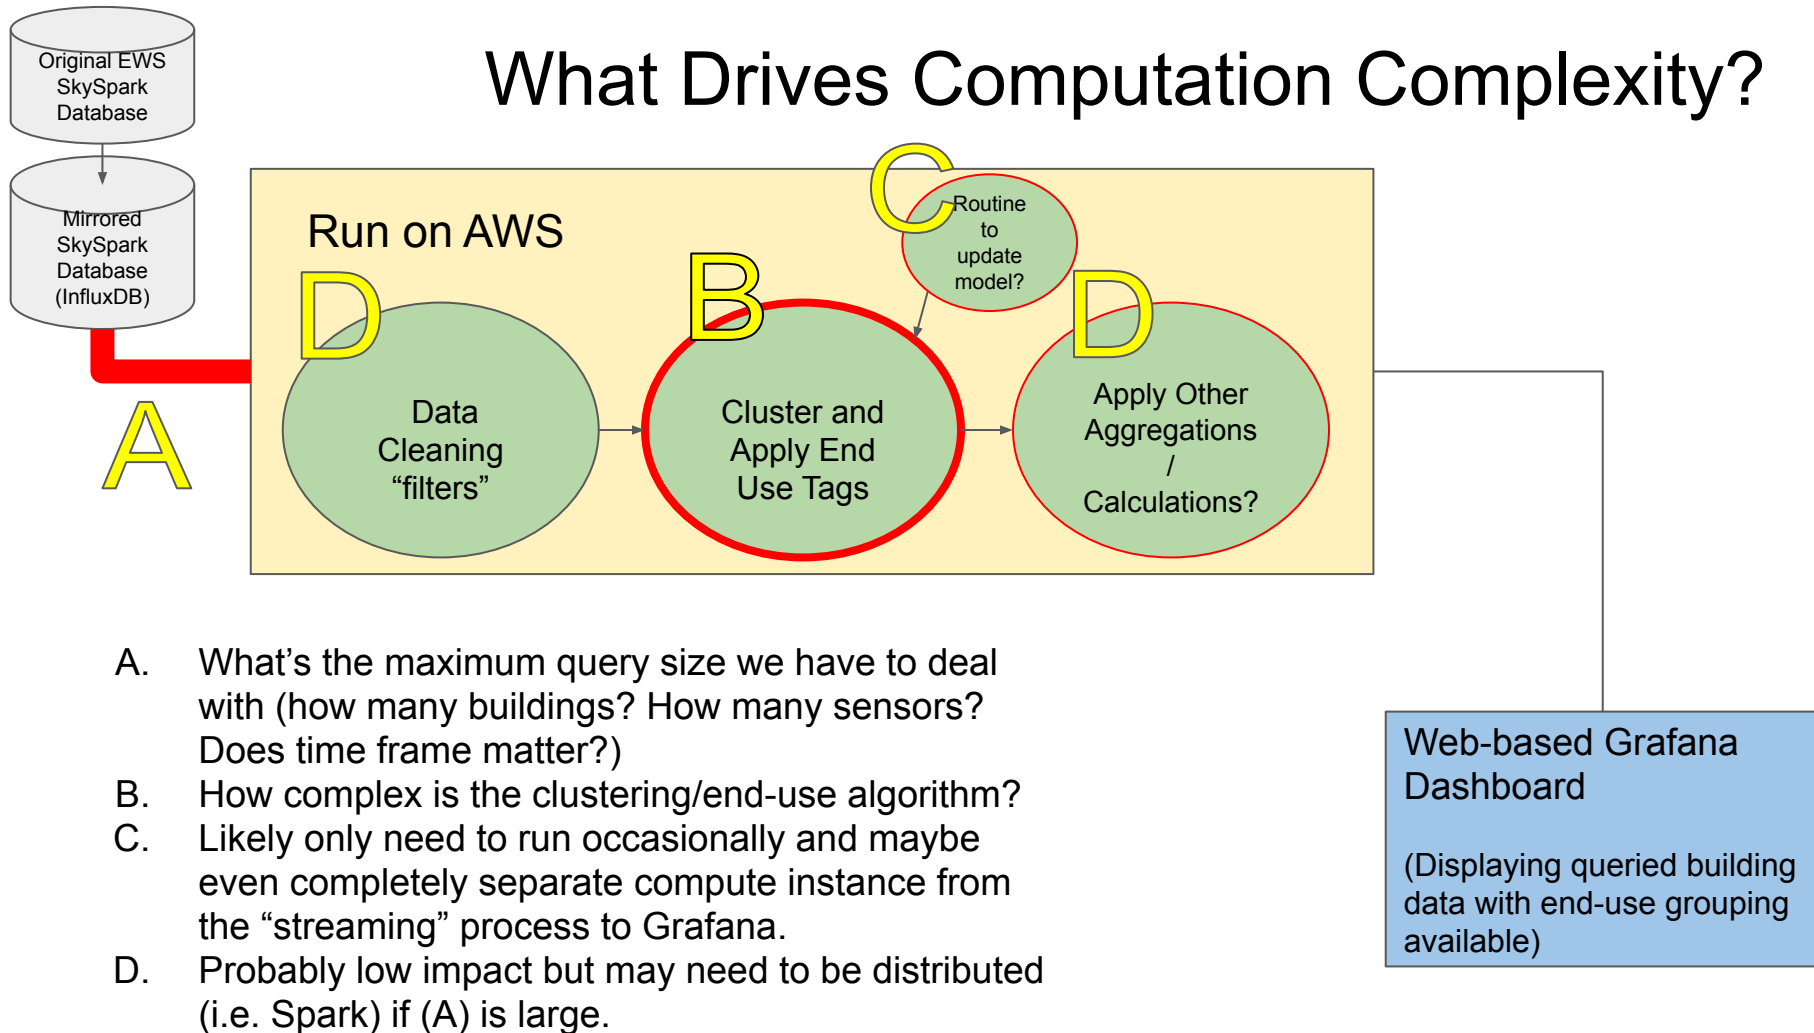 What Drives Computation Complexity?
Original EWS
SkySpark
Database
Mirrored
SkySpark
Database
(InfluxDB)
A
Run on AWS
D
Data
Cleaning
“filters”
B
Cluster and
Apply End
Use Tags
C
Routine
to
update
model?
D
Apply Other
Aggregations
/
Calculations?
A. What’s the maximum query size we have to deal
with (how many buildings? How many sensors?
Does time frame matter?)
B. How complex is the clustering/end-use algorithm?
C. Likely only need to run occasionally and maybe
even completely separate compute instance from
the “streaming” process to Grafana.
D. Probably low impact but may need to be distributed
(i.e. Spark) if (A) is large.
Web-based Grafana
Dashboard
(Displaying queried building
data with end-use grouping
available)